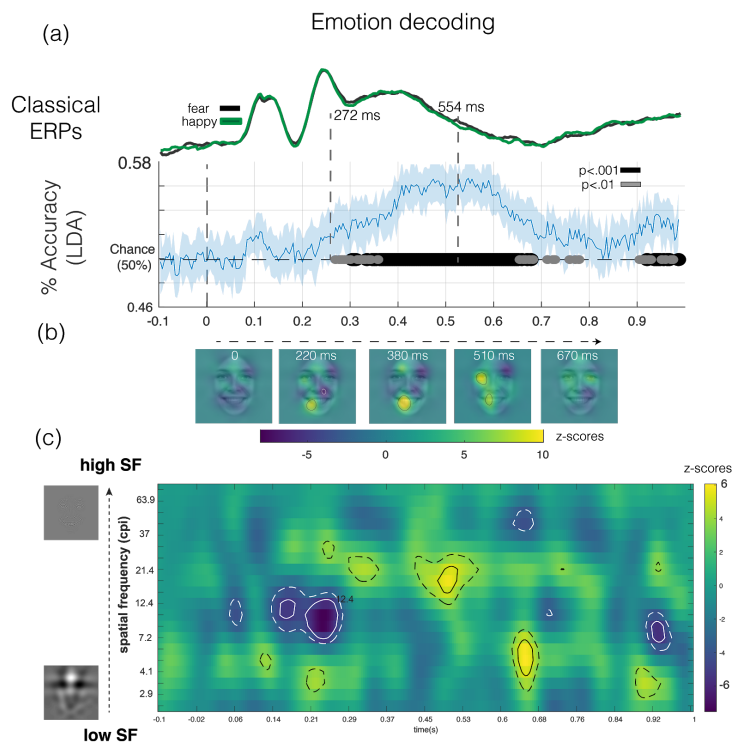 Emotion decoding
(a)
Classical
ERPs
fear
happy
272 ms
554 ms
0.58
p<.001
p<.01
% Accuracy
(LDA)
Chance
(50%)
0.46
-0.1 0 0.1 0.2 0.3 0.4 0.5 0.6 0.7 0.8 0.9
(b)
0 220 ms 380 ms 510 ms 670 ms
-5 0 5 10 z-scores
(c)
high SF
z-scores
spatial frequency (cpi)
63.9
37
21.4
12.4
7.2
4.1
2.9
12.4
6
4
2
0
-2
-4
-6
low SF
-0.1 -0.02 0.06 0.14 0.21 0.29 0.37 0.45 0.53 0.6 0.68 0.76 0.84 0.92 1
time(s)